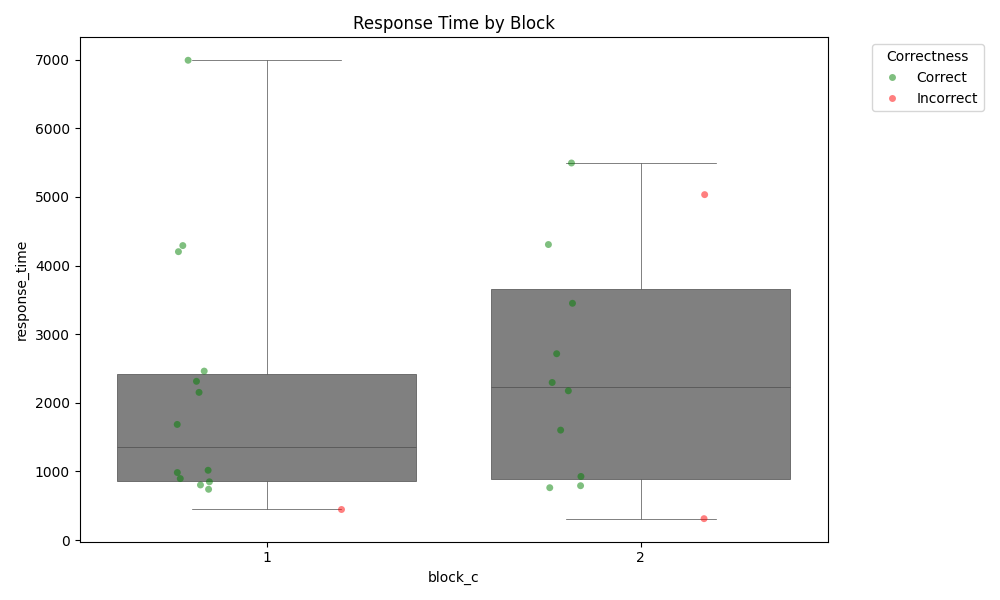 Response Time by Block
Correctness
Correct
Incorrect
7000
6000
5000
4000
3000
2000
1000
0
response_time
1
2
block_c